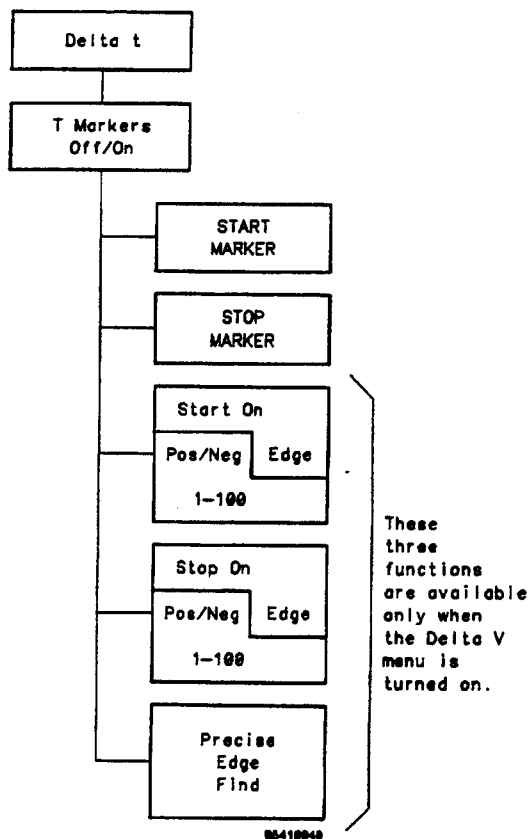 Delta t
T Markers
Off/On
START
MARKER
STOP
MARKER
Start On
Pos/Neg Edge
1-100
Stop On
Pos/Neg Edge
1-100
Precise
Edge
Find
These
three
functions
are available
only when
the Delta V
menu is
turned on.